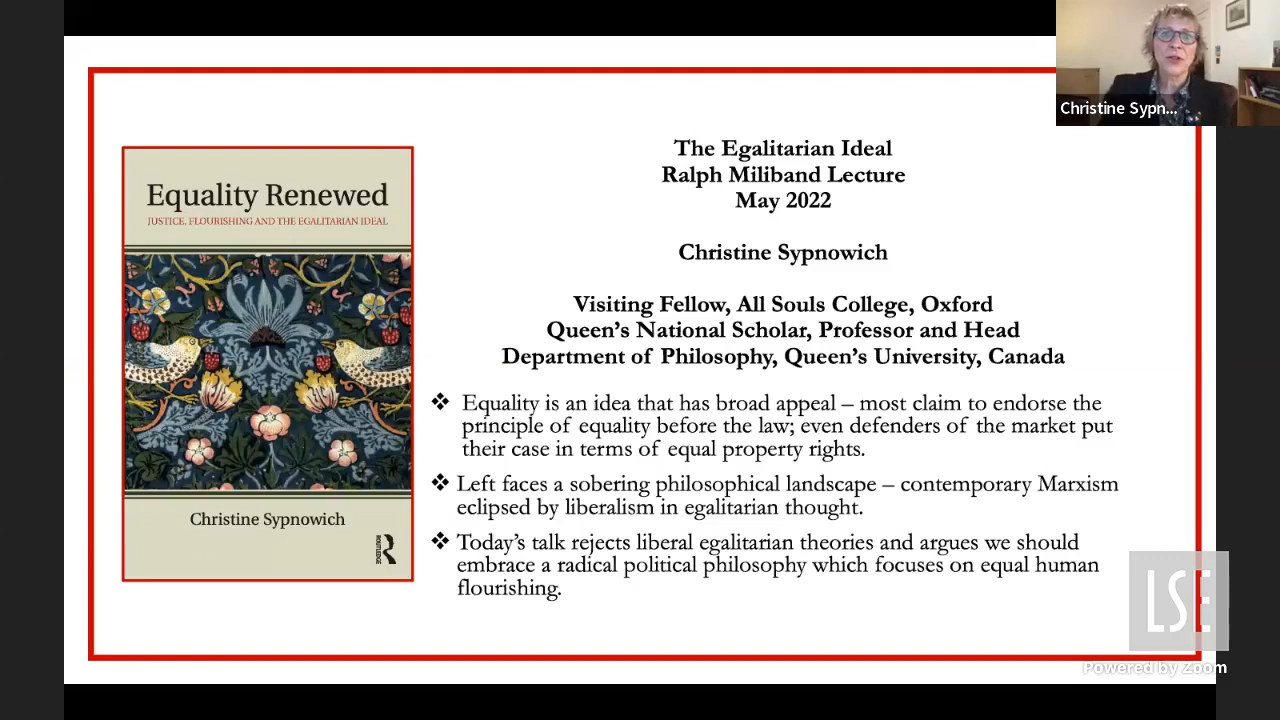 Christine Sypn...
The Egalitarian Ideal
Ralph Miliband Lecture
May 2022
Christine Sypnowich
Visiting Fellow, All Souls College, Oxford
Queen's National Scholar, Professor and Head
Department of Philosophy, Queen's University, Canada
❖ Equality is an idea that has broad appeal – most claim to endorse the
principle of equality before the law; even defenders of the market put
their case in terms of equal property rights.
❖ Left faces a sobering philosophical landscape – contemporary Marxism
eclipsed by liberalism in egalitarian thought.
❖ Today's talk rejects liberal egalitarian theories and argues we should
embrace a radical political philosophy which focuses on equal human
flourishing.
Equality Renewed
JUSTICE, FLOURISHING AND THE EGALITARIAN IDEAL
Christine Sypnowich
ROUTLEDGE
LSE
Powered by Zoom